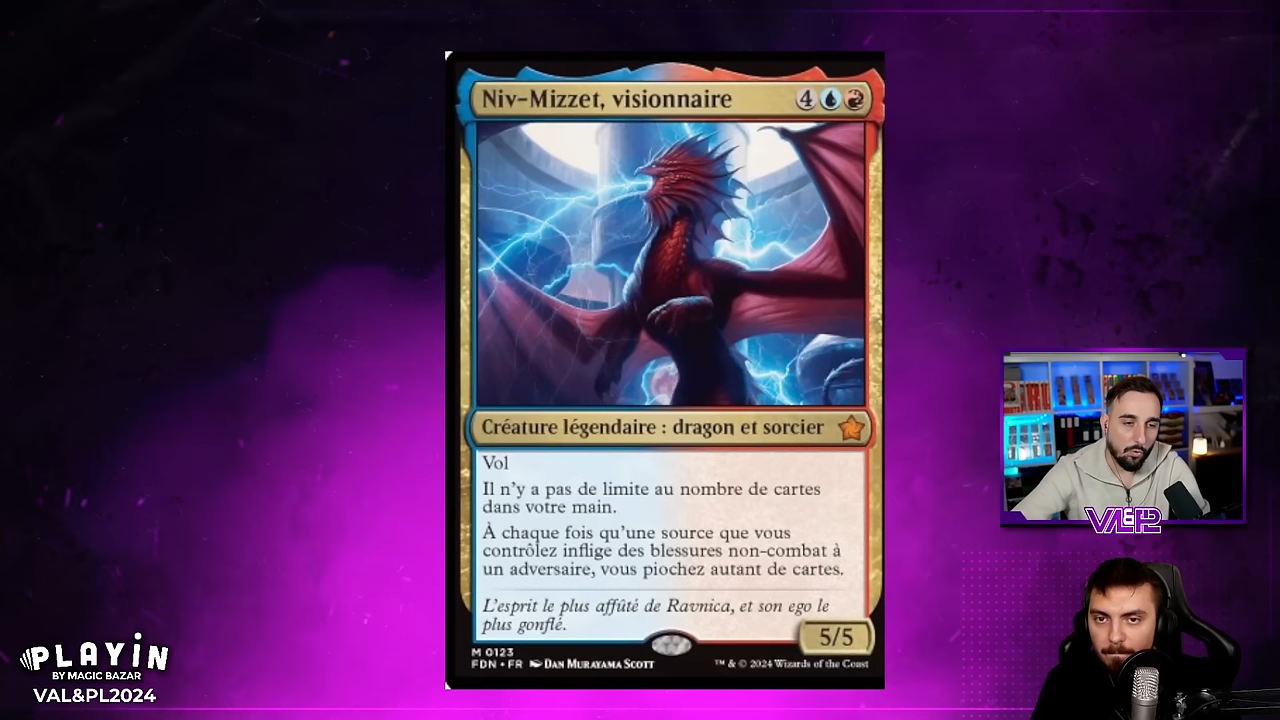 Niv-Mizzet, visionnaire
4
Créature légendaire : dragon et sorcier
Vol
Il n'y a pas de limite au nombre de cartes
dans votre main.
À chaque fois qu'une source que vous
contrôlez inflige des blessures non-combat à
un adversaire, vous piochez autant de cartes.
L'esprit le plus affûté de Ravnica, et son ego le
plus gonflé.
5/5
M 0123
FDN • FR Dan Murayama Scott
™ & © 2024 Wizards of the Coast
VAL&PL
PLAYIN
BY MAGIC BAZAR
VAL&PL2024